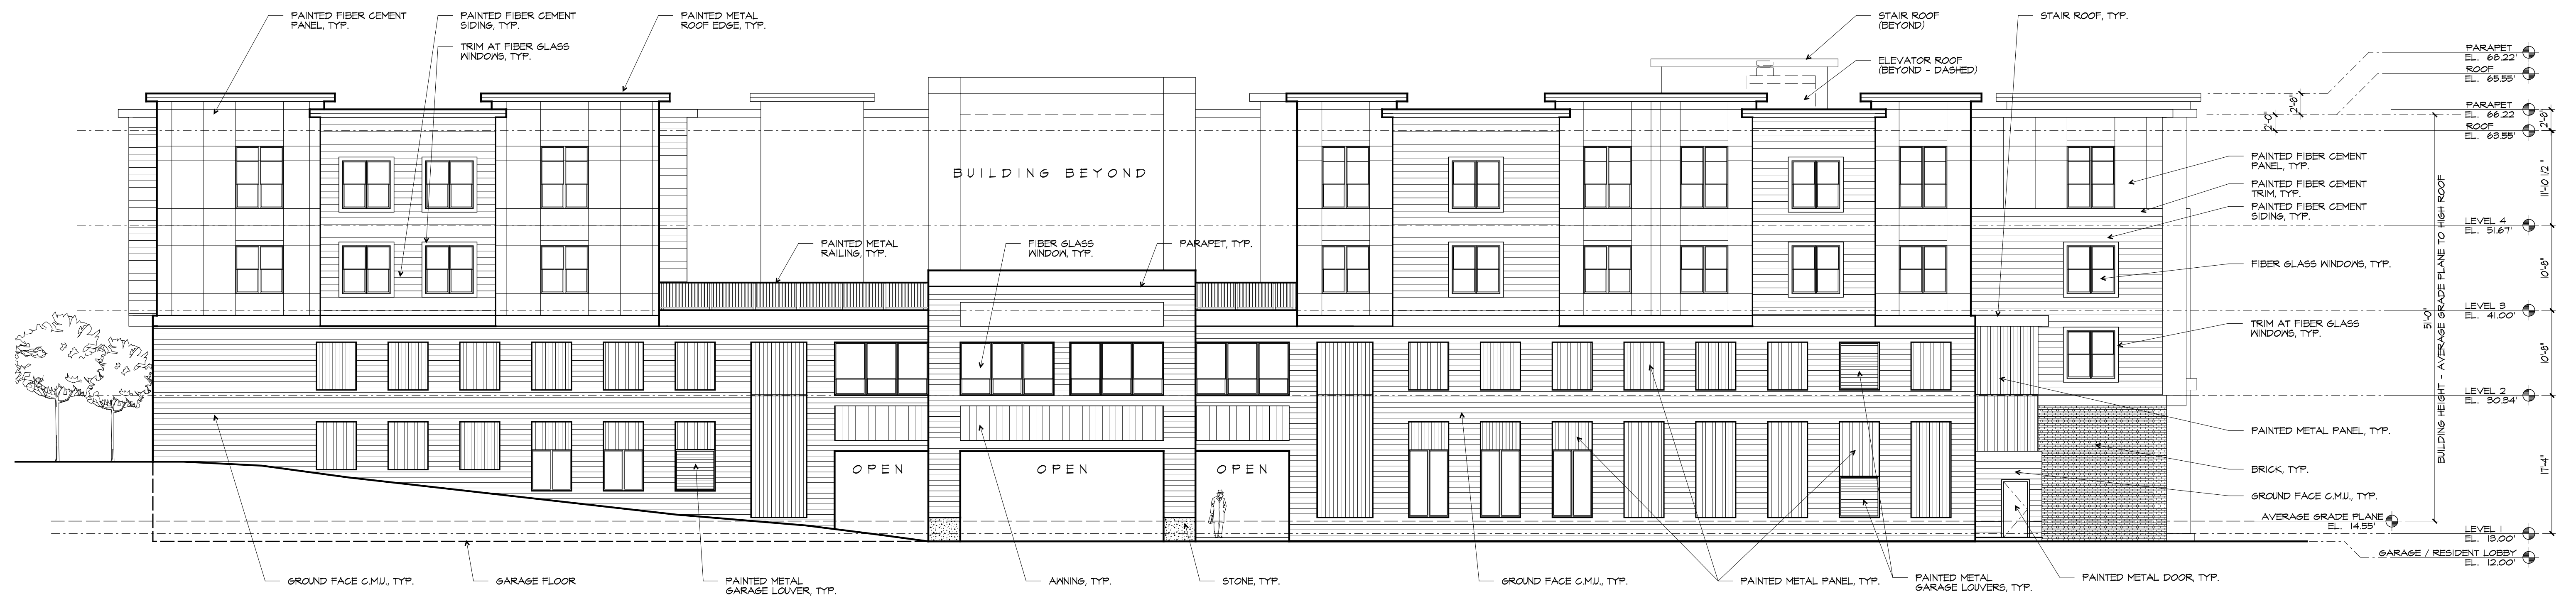 PAINTED FIBER CEMENT
PANEL, TYP.
PAINTED FIBER CEMENT
SIDING, TYP.
TRIM AT FIBER GLASS
WINDOWS, TYP.
PAINTED METAL
ROOF EDGE, TYP.
STAIR ROOF
(BEYOND)
ELEVATOR ROOF
(BEYOND - DASHED)
STAIR ROOF, TYP.
PARAPET
EL. 68.22'
ROOF
EL. 65.55'
PARAPET
EL. 66.22
ROOF
EL. 63.55'
2'-8"
2'-0"
2'-8"
BUILDING BEYOND
PAINTED FIBER CEMENT
PANEL, TYP.
PAINTED FIBER CEMENT
TRIM, TYP.
PAINTED FIBER CEMENT
SIDING, TYP.
11'-10 1/2"
LEVEL 4
EL. 51.67'
PAINTED METAL
RAILING, TYP.
FIBER GLASS
WINDOW, TYP.
PARAPET, TYP.
FIBER GLASS WINDOWS, TYP.
10'-8"
LEVEL 3
EL. 41.00'
51'-0"
BUILDING HEIGHT - AVERAGE GRADE PLANE TO HIGH ROOF
TRIM AT FIBER GLASS
WINDOWS, TYP.
10'-8"
LEVEL 2
EL. 30.34'
PAINTED METAL PANEL, TYP.
OPEN
OPEN
OPEN
BRICK, TYP.
17'-4"
GROUND FACE C.M.U., TYP.
AVERAGE GRADE PLANE
EL. 14.55'
LEVEL 1
EL. 13.00'
GARAGE / RESIDENT LOBBY
EL. 12.00'
GROUND FACE C.M.U., TYP.
GARAGE FLOOR
PAINTED METAL
GARAGE LOUVER, TYP.
AWNING, TYP.
STONE, TYP.
GROUND FACE C.M.U., TYP.
PAINTED METAL PANEL, TYP.
PAINTED METAL
GARAGE LOUVERS, TYP.
PAINTED METAL DOOR, TYP.